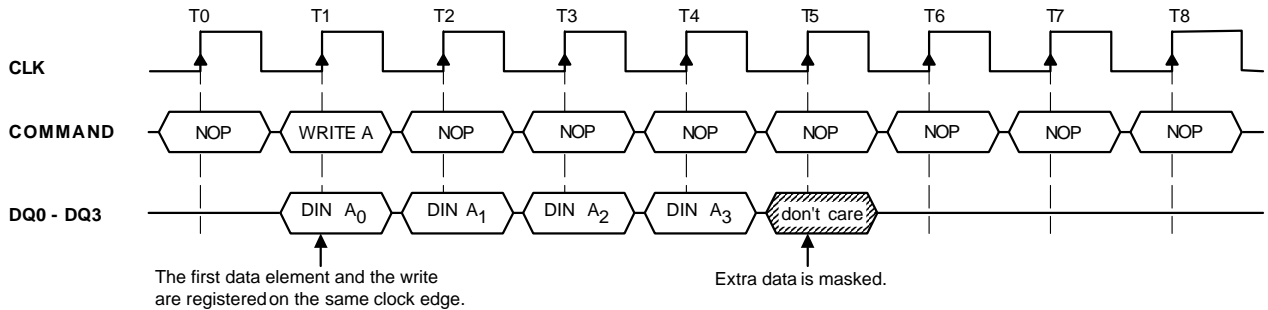 T0 T1 T2 T3 T4 T5 T6 T7 T8
CLK
COMMAND NOP WRITE A NOP NOP NOP NOP NOP NOP NOP
DQ0 - DQ3 DIN A0 DIN A1 DIN A2 DIN A3 don't care
The first data element and the write
are registered on the same clock edge.
Extra data is masked.